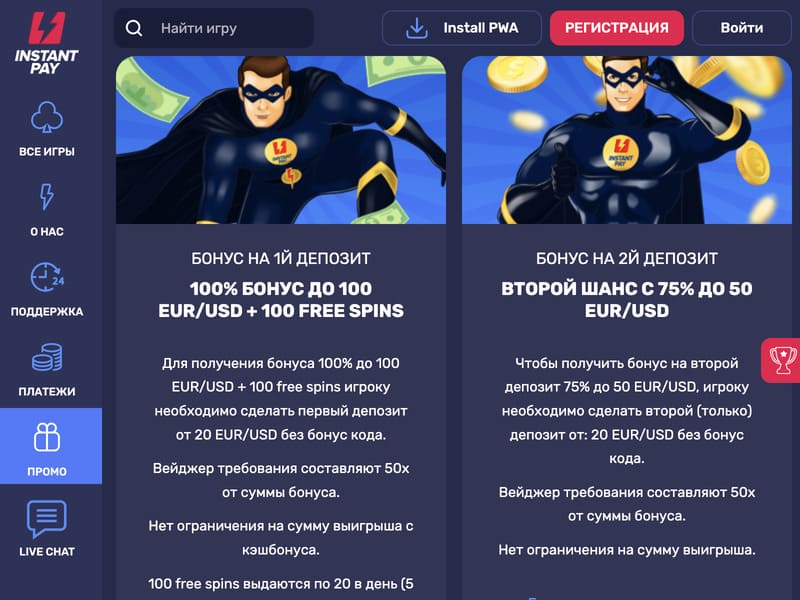 INSTANT
PAY
Найти игру
Install PWA
РЕГИСТРАЦИЯ
Войти
ВСЕ ИГРЫ
О НАС
24
ПОДДЕРЖКА
ПЛАТЕЖИ
ПРОМО
LIVE CHAT
INSTANT
PAY
БОНУС НА 1Й ДЕПОЗИТ
100% БОНУС ДО 100
EUR/USD + 100 FREE SPINS
Для получения бонуса 100% до 100
EUR/USD + 100 free spins игроку
необходимо сделать первый депозит
от 20 EUR/USD без бонус кода.
Вейджер требования составляют 50x
от суммы бонуса.
Нет ограничения на сумму выигрыша с
кэшбонуса.
100 free spins выдаются по 20 в день (5
INSTANT
PAY
БОНУС НА 2Й ДЕПОЗИТ
ВТОРОЙ ШАНС С 75% ДО 50
EUR/USD
Чтобы получить бонус на второй
депозит 75% до 50 EUR/USD, игроку
необходимо сделать второй (только)
депозит от: 20 EUR/USD без бонус
кода.
Вейджер требования составляют 50x
от суммы бонуса.
Нет ограничения на сумму выигрыша.